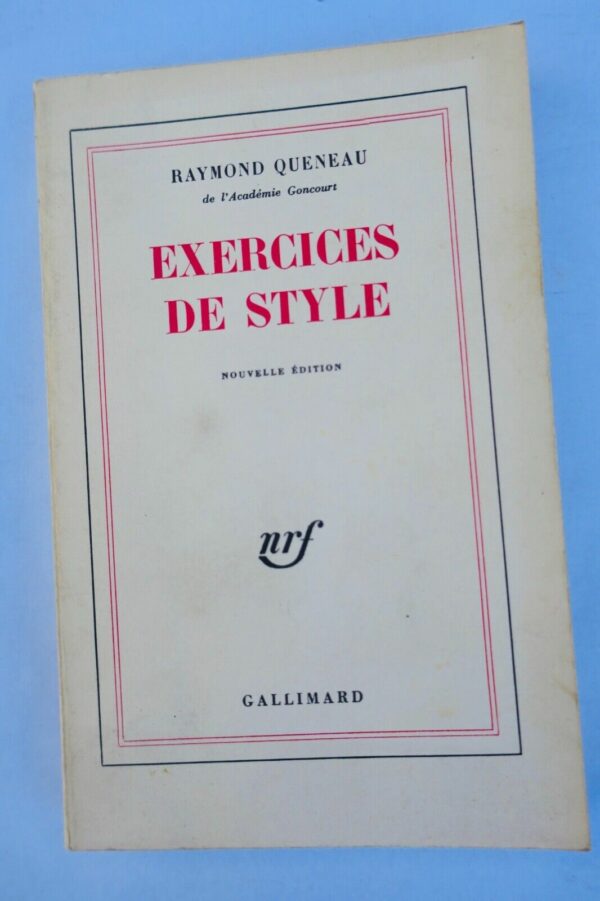 RAYMOND QUENEAU
de l'Académie Goncourt
EXERCICES
DE STYLE
NOUVELLE ÉDITION
nrf
GALLIMARD